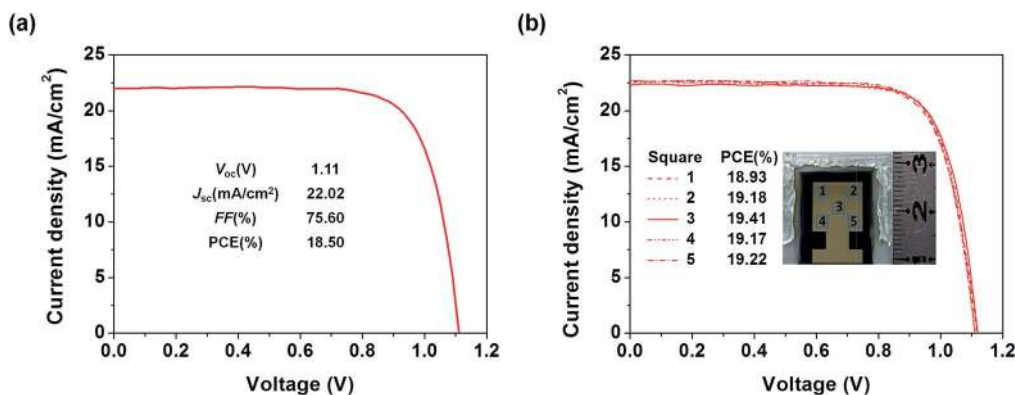 (a)
25
20
15
10
5
0
Current density (mA/cm²)
Voc(V) 1.11
Jsc(mA/cm²) 22.02
FF(%) 75.60
PCE(%) 18.50
0.0 0.2 0.4 0.6 0.8 1.0 1.2
Voltage (V)
(b)
25
20
15
10
5
0
Current density (mA/cm²)
Square PCE(%)
1 18.93
2 19.18
3 19.41
4 19.17
5 19.22
1 2
3
4 5
3
2
1
0.0 0.2 0.4 0.6 0.8 1.0 1.2
Voltage (V)